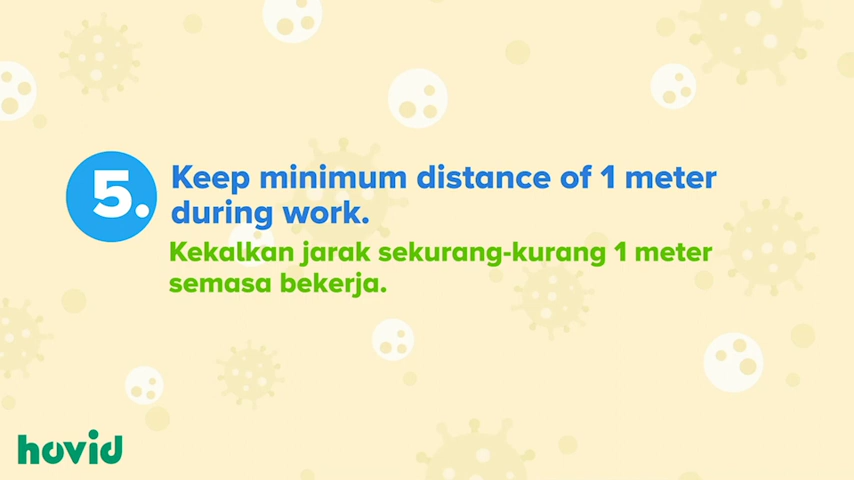 5.
Keep minimum distance of 1 meter
during work.
Kekalkan jarak sekurang-kurang 1 meter
semasa bekerja.
hovid